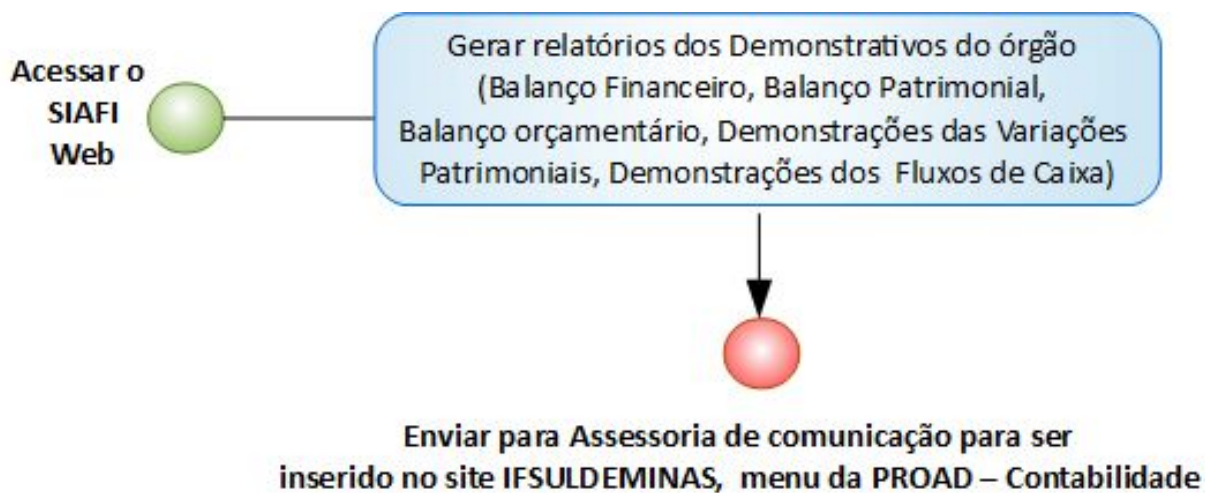 Acessar o
SIAFI
Web
Gerar relatórios dos Demonstrativos do órgão
(Balanço Financeiro, Balanço Patrimonial,
Balanço orçamentário, Demonstrações das Variações
Patrimoniais, Demonstrações dos Fluxos de Caixa)
Enviar para Assessoria de comunicação para ser
inserido no site IFSULDEMINAS, menu da PROAD – Contabilidade